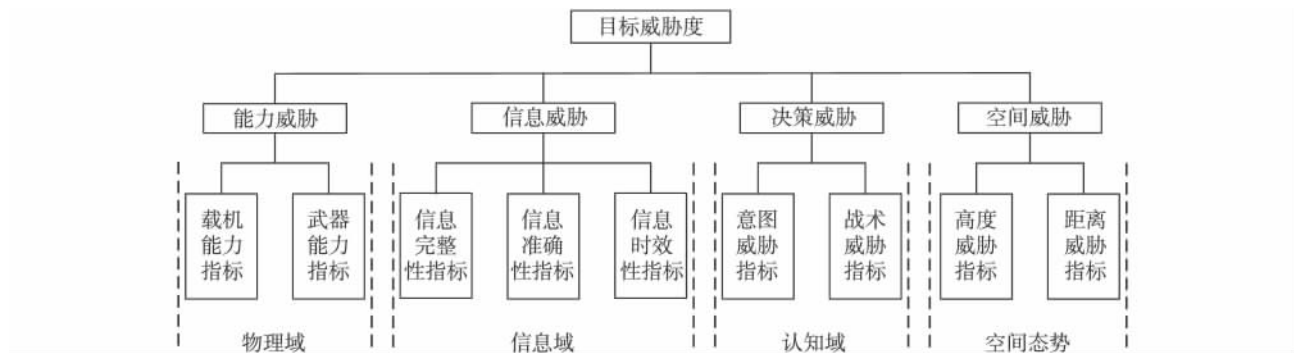 目标威胁度
能力威胁
信息威胁
决策威胁
空间威胁
载机
能力
指标
武器
能力
指标
信息
完整
性指标
信息
准确
性指标
信息
时效
性指标
意图
威胁
指标
战术
威胁
指标
高度
威胁
指标
距离
威胁
指标
物理域
信息域
认知域
空间态势